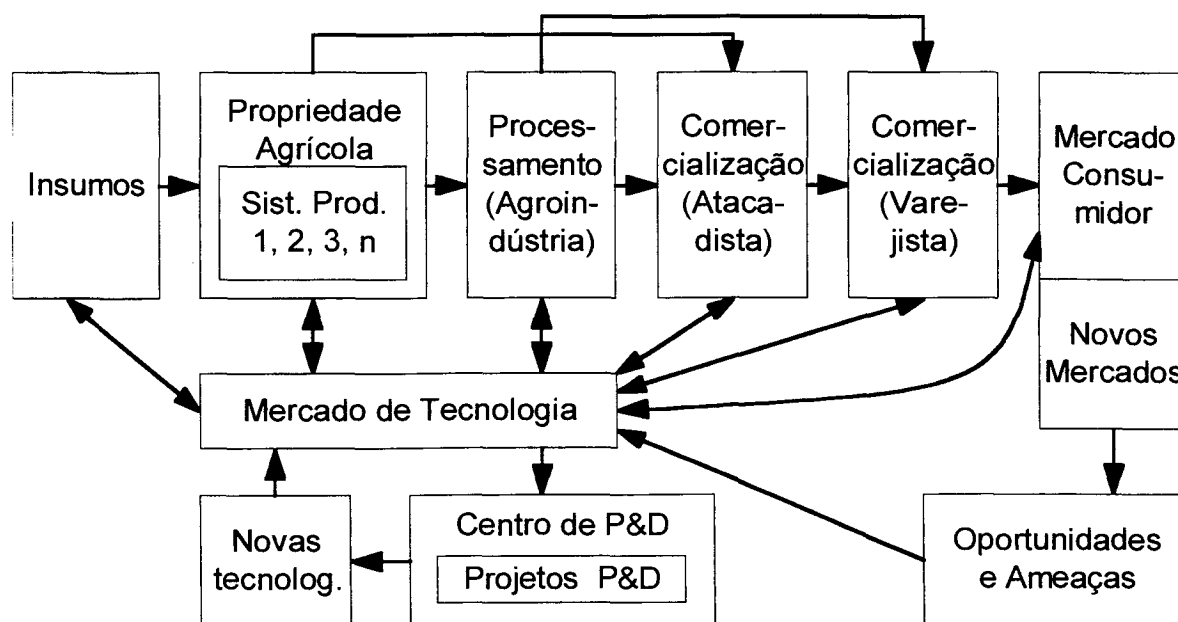 Insumos
Propriedade
Agrícola
Sist. Prod.
1, 2, 3, n
Proces-
samento
(Agroin-
dústria)
Comer-
cialização
(Ataca-
dista)
Comer-
cialização
(Vare-
jista)
Mercado
Consu-
midor
Novos
Mercados
Mercado de Tecnologia
Novas
tecnolog.
Centro de P&D
Projetos P&D
Oportunidades
e Ameaças